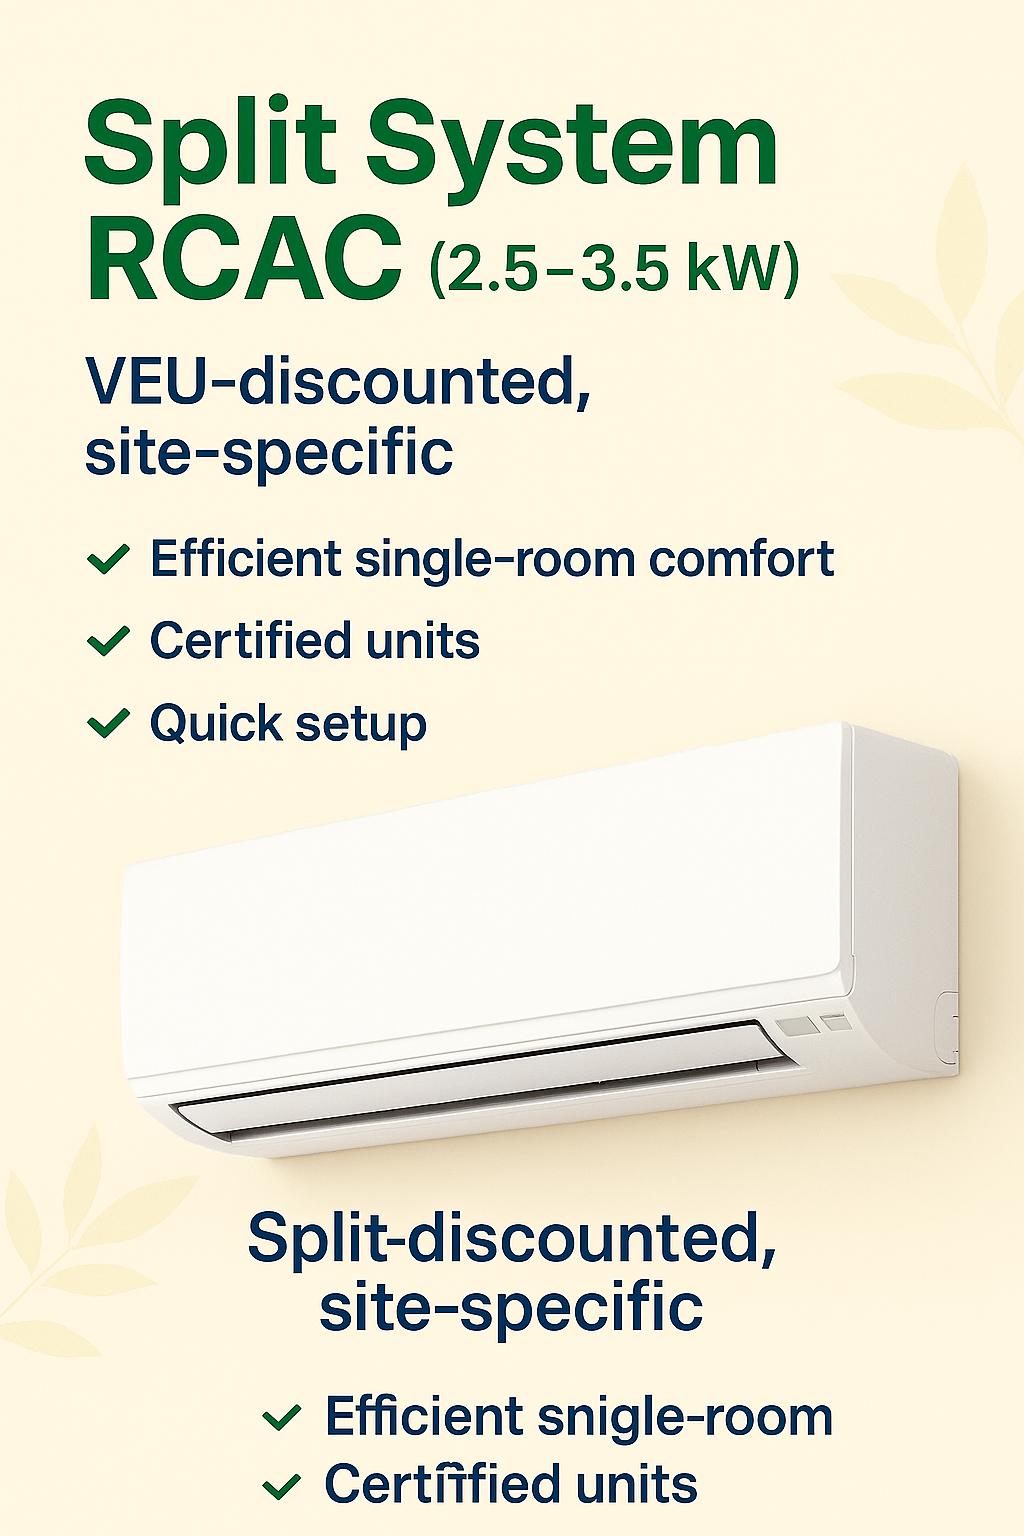 Split System
RCAC (2.5–3.5 kW)
VEU-discounted,
site-specific
✓ Efficient single-room comfort
✓ Certified units
✓ Quick setup
Split-discounted,
site-specific
✓ Efficient snigle-room
✓ units